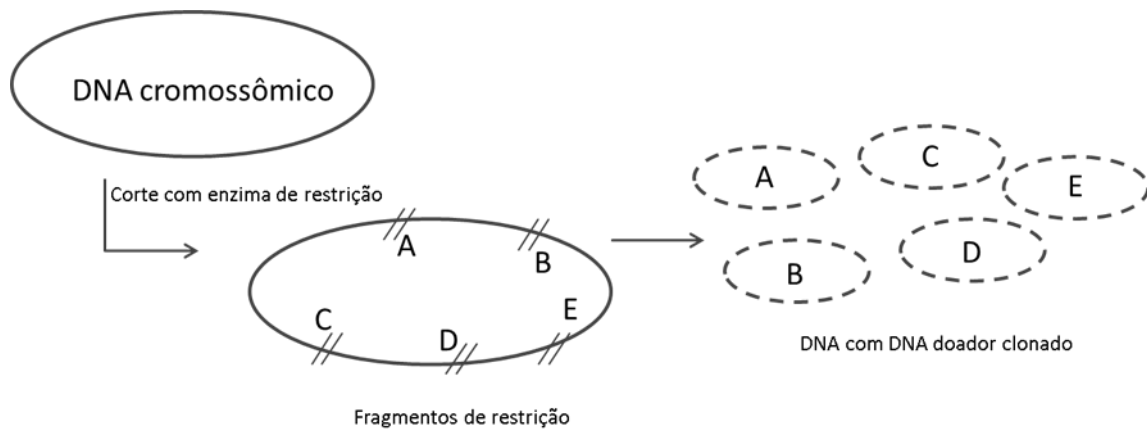 DNA cromossômico
Corte com enzima de restrição
A
B
C
D
E
Fragmentos de restrição
A
C
E
B
D
DNA com DNA doador clonado